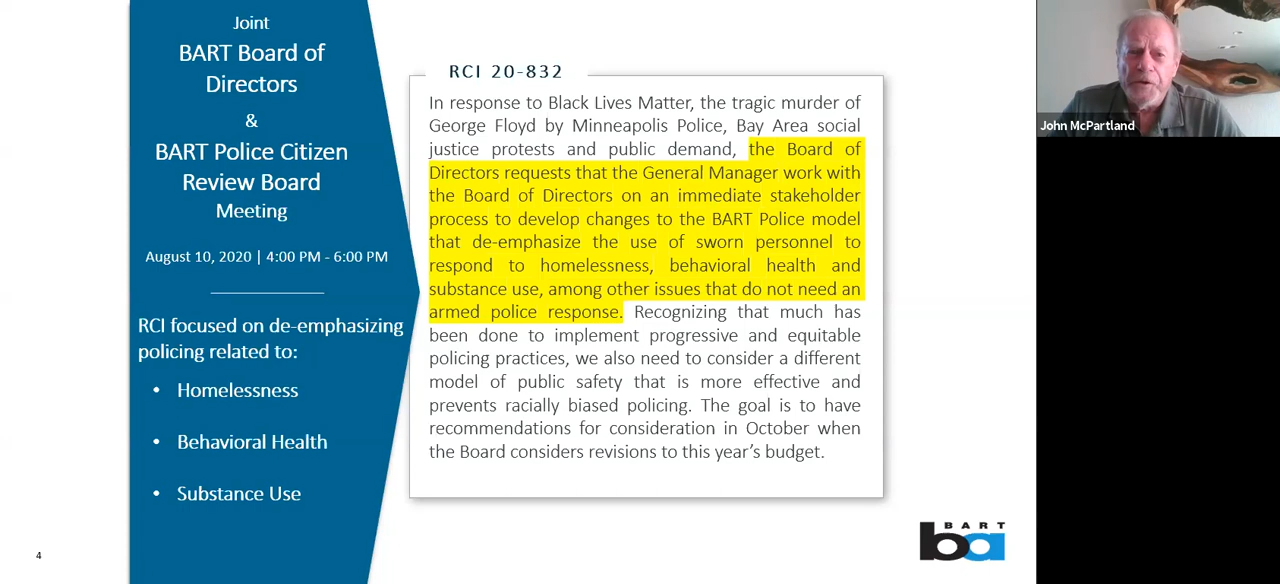 Joint
BART Board of
Directors
&
BART Police Citizen
Review Board
Meeting
August 10, 2020 | 4:00 PM - 6:00 PM
RCI focused on de-emphasizing
policing related to:
• Homelessness
• Behavioral Health
• Substance Use
RCI 20-832
In response to Black Lives Matter, the tragic murder of
George Floyd by Minneapolis Police, Bay Area social
justice protests and public demand, the Board of
Directors requests that the General Manager work with
the Board of Directors on an immediate stakeholder
process to develop changes to the BART Police model
that de-emphasize the use of sworn personnel to
respond to homelessness, behavioral health and
substance use, among other issues that do not need an
armed police response. Recognizing that much has
been done to implement progressive and equitable
policing practices, we also need to consider a different
model of public safety that is more effective and
prevents racially biased policing. The goal is to have
recommendations for consideration in October when
the Board considers revisions to this year's budget.
John McPartland
BART
ba
4